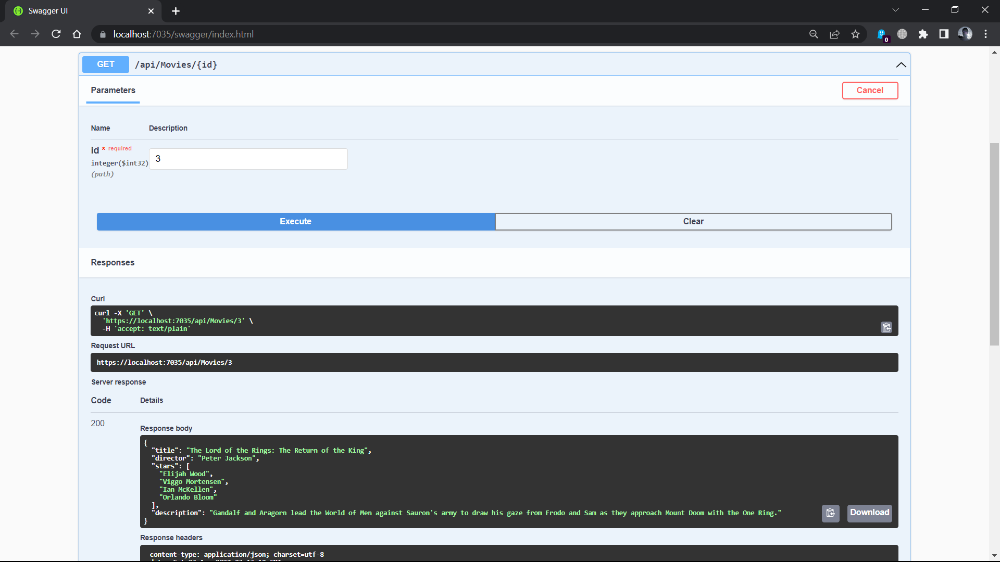 Swagger UI
localhost:7035/swagger/index.html
0
GET /api/Movies/{id}
Parameters
Cancel
Name Description
id * required
integer($int32)
(path)
3
Execute
Clear
Responses
Curl
curl -X 'GET' \
'https://localhost:7035/api/Movies/3' \
-H 'accept: text/plain'
Request URL
https://localhost:7035/api/Movies/3
Server response
Code Details
200
Response body
{
"title": "The Lord of the Rings: The Return of the King",
"director": "Peter Jackson",
"stars": [
"Elijah Wood",
"Viggo Mortensen",
"Ian McKellen",
"Orlando Bloom"
],
"description": "Gandalf and Aragorn lead the World of Men against Sauron's army to draw his gaze from Frodo and Sam as they approach Mount Doom with the One Ring."
}
Download
Response headers
content-type: application/json; charset=utf-8